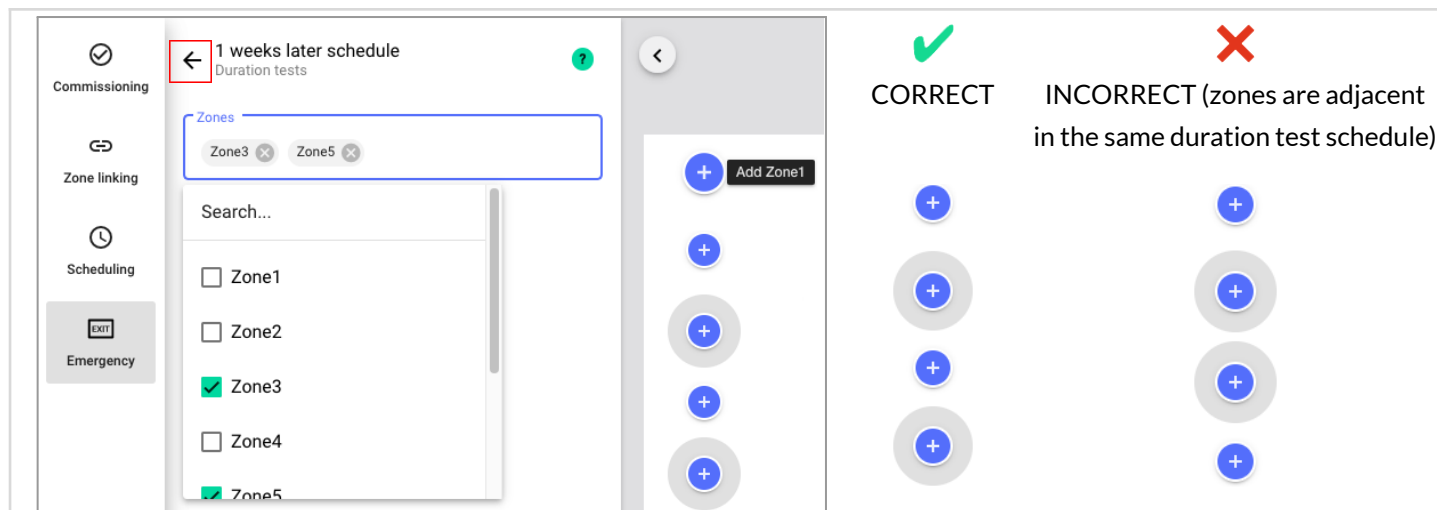 Commissioning
Zone linking
Scheduling
EXIT
Emergency
1 weeks later schedule
Duration tests
?
Zones
Zone3
Zone5
Search...
Zone1
Zone2
Zone3
Zone4
Zone5
Add Zone1
CORRECT
INCORRECT (zones are adjacent
in the same duration test schedule)